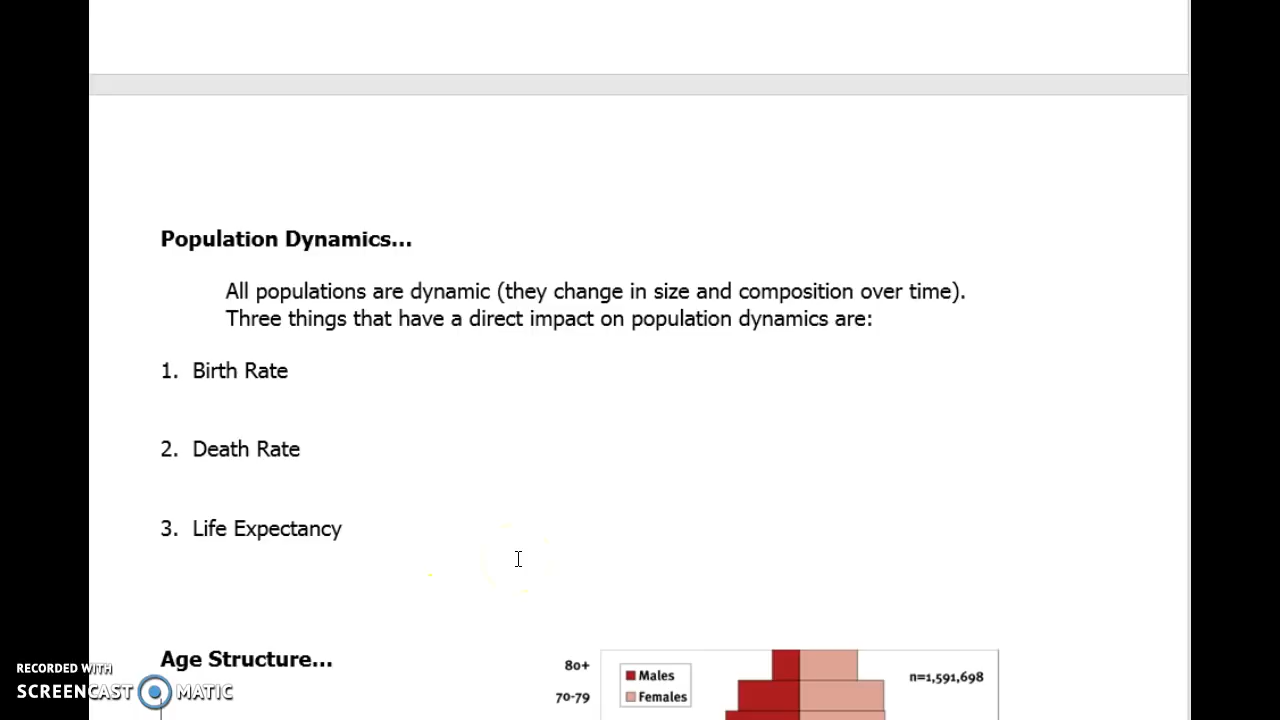 Population Dynamics...
All populations are dynamic (they change in size and composition over time).
Three things that have a direct impact on population dynamics are:
1. Birth Rate
2. Death Rate
3. Life Expectancy
Age Structure...
80+
Males
n=1,591,698
70-79
Females
RECORDED WITH
SCREENCAST MATIC